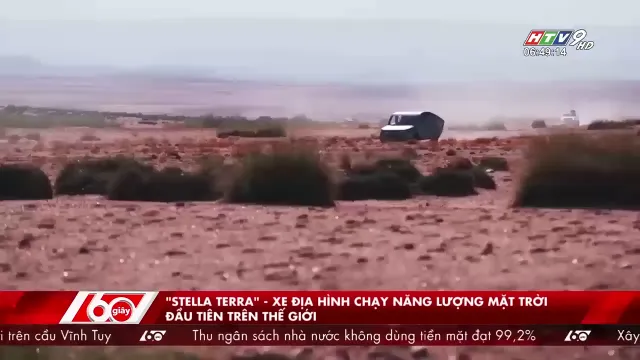 HTV9 HD
06:49:14
60 giây
"STELLA TERRA" - XE ĐỊA HÌNH CHẠY NĂNG LƯỢNG MẶT TRỜI
ĐẦU TIÊN TRÊN THẾ GIỚI
i trên cầu Vĩnh Tuy 60 Thu ngân sách nhà nước không dùng tiền mặt đạt 99,2% 60 Xây